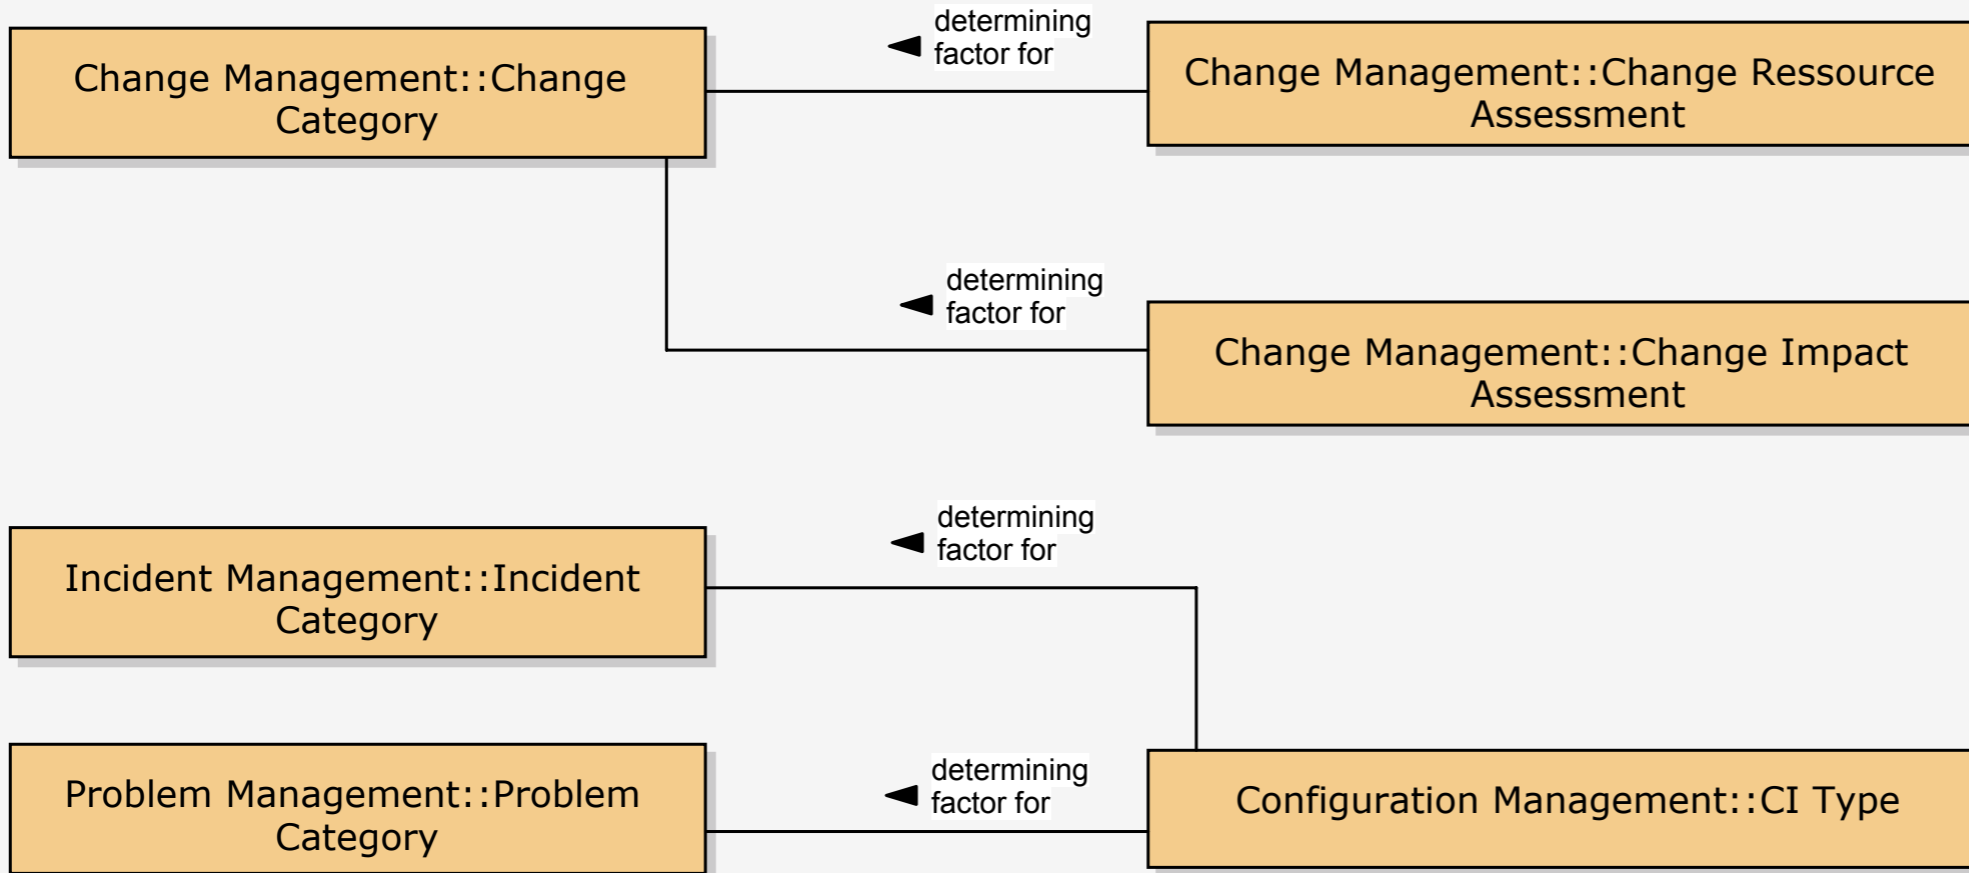 Change Management::Change
Category
determining
factor for
Change Management::Change Ressource
Assessment
determining
factor for
Change Management::Change Impact
Assessment
Incident Management::Incident
Category
determining
factor for
Problem Management::Problem
Category
determining
factor for
Configuration Management::CI Type